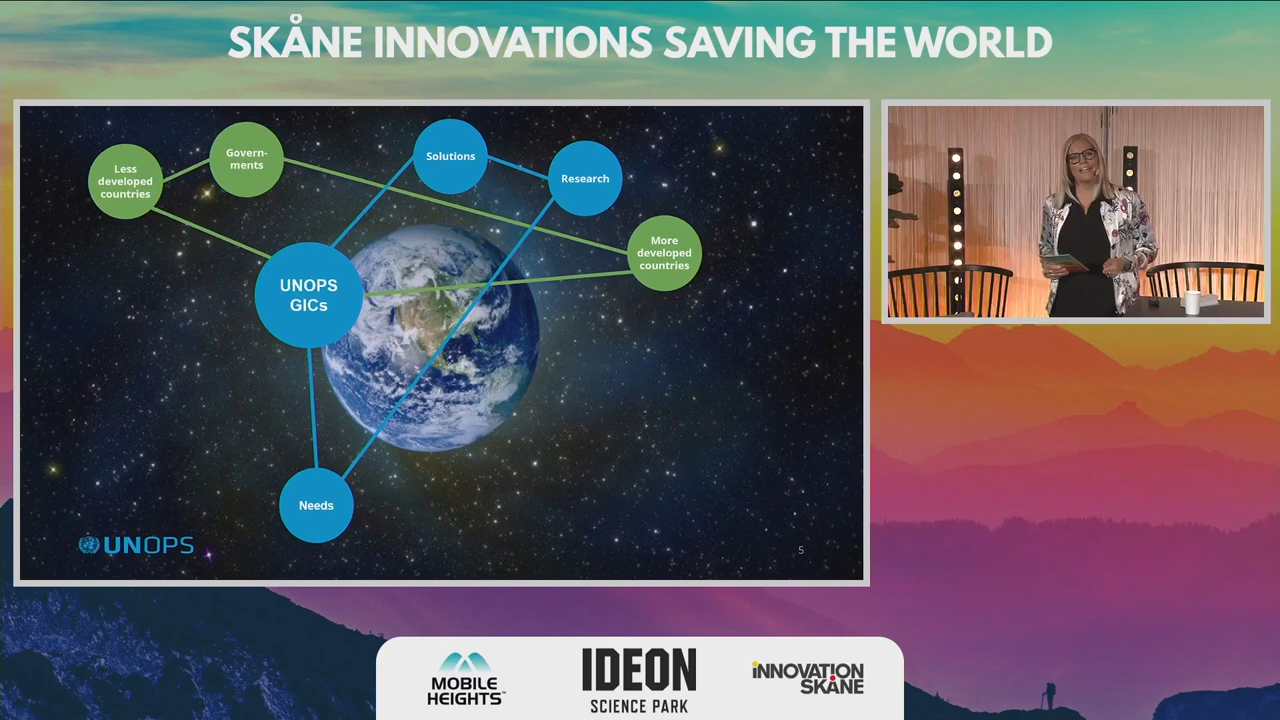 SKÅNE INNOVATIONS SAVING THE WORLD
Less
developed
countries
Govern-
ments
Solutions
Research
More
developed
countries
UNOPS
GICs
Needs
UNOPS
5
MOBILE
HEIGHTS™
IDEON
SCIENCE PARK
INNOVATION
SKÅNE